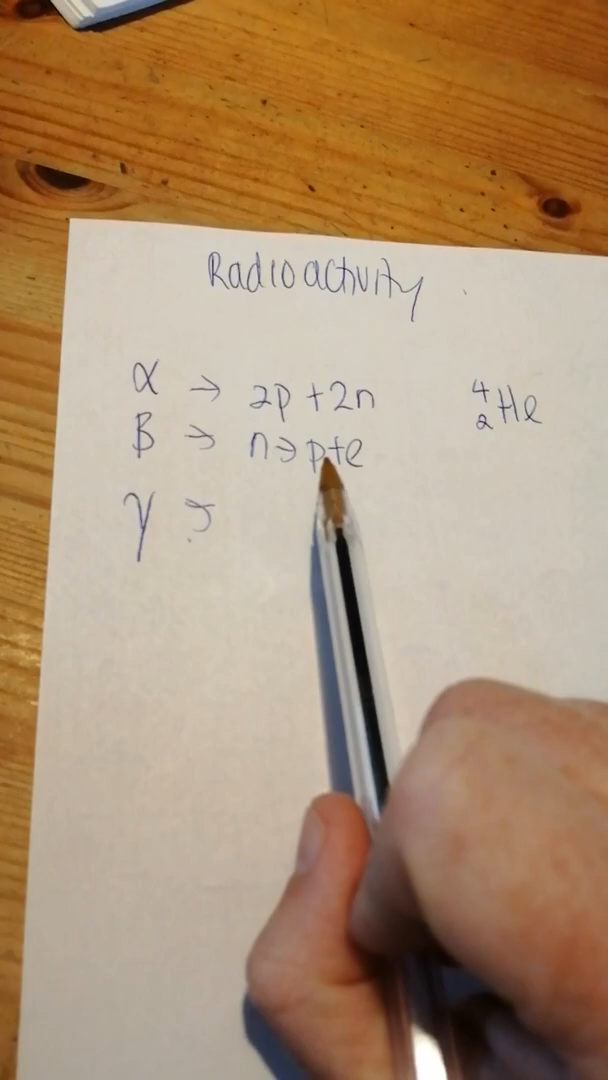 Radioactivity
α → 2p + 2n ⁴₂He
β → n → p + e
γ →